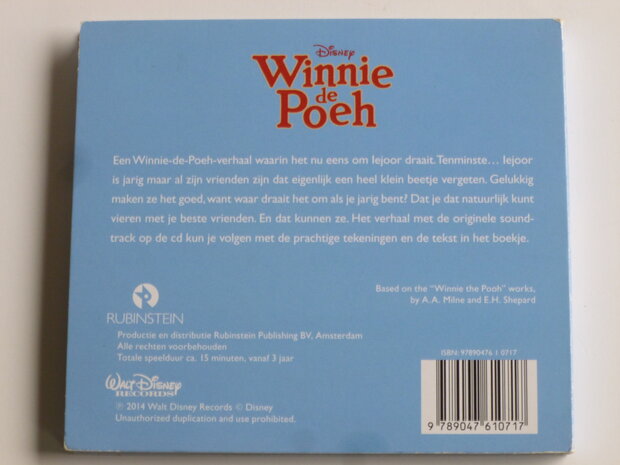 Disney
Winnie
de
Poeh
Een Winnie-de-Poeh-verhaal waarin het nu eens om Iejoor draait. Tenminste... Iejoor
is jarig maar al zijn vrienden zijn dat eigenlijk een heel klein beetje vergeten. Gelukkig
maken ze het goed, want waar draait het om als je jarig bent? Dat je dat natuurlijk kunt
vieren met je beste vrienden. En dat kunnen ze. Het verhaal met de originele sound-
track op de cd kun je volgen met de prachtige tekeningen en de tekst in het boekje.
Based on the "Winnie the Pooh" works,
by A.A. Milne and E.H. Shepard
RUBINSTEIN
Productie en distributie Rubinstein Publishing BV, Amsterdam
Alle rechten voorbehouden
Totale speelduur ca. 15 minuten, vanaf 3 jaar
ISBN: 97890476 1 0717
WALT DISNEY
RECORDS
℗ 2014 Walt Disney Records © Disney
Unauthorized duplication and use prohibited.
9 789047 610717